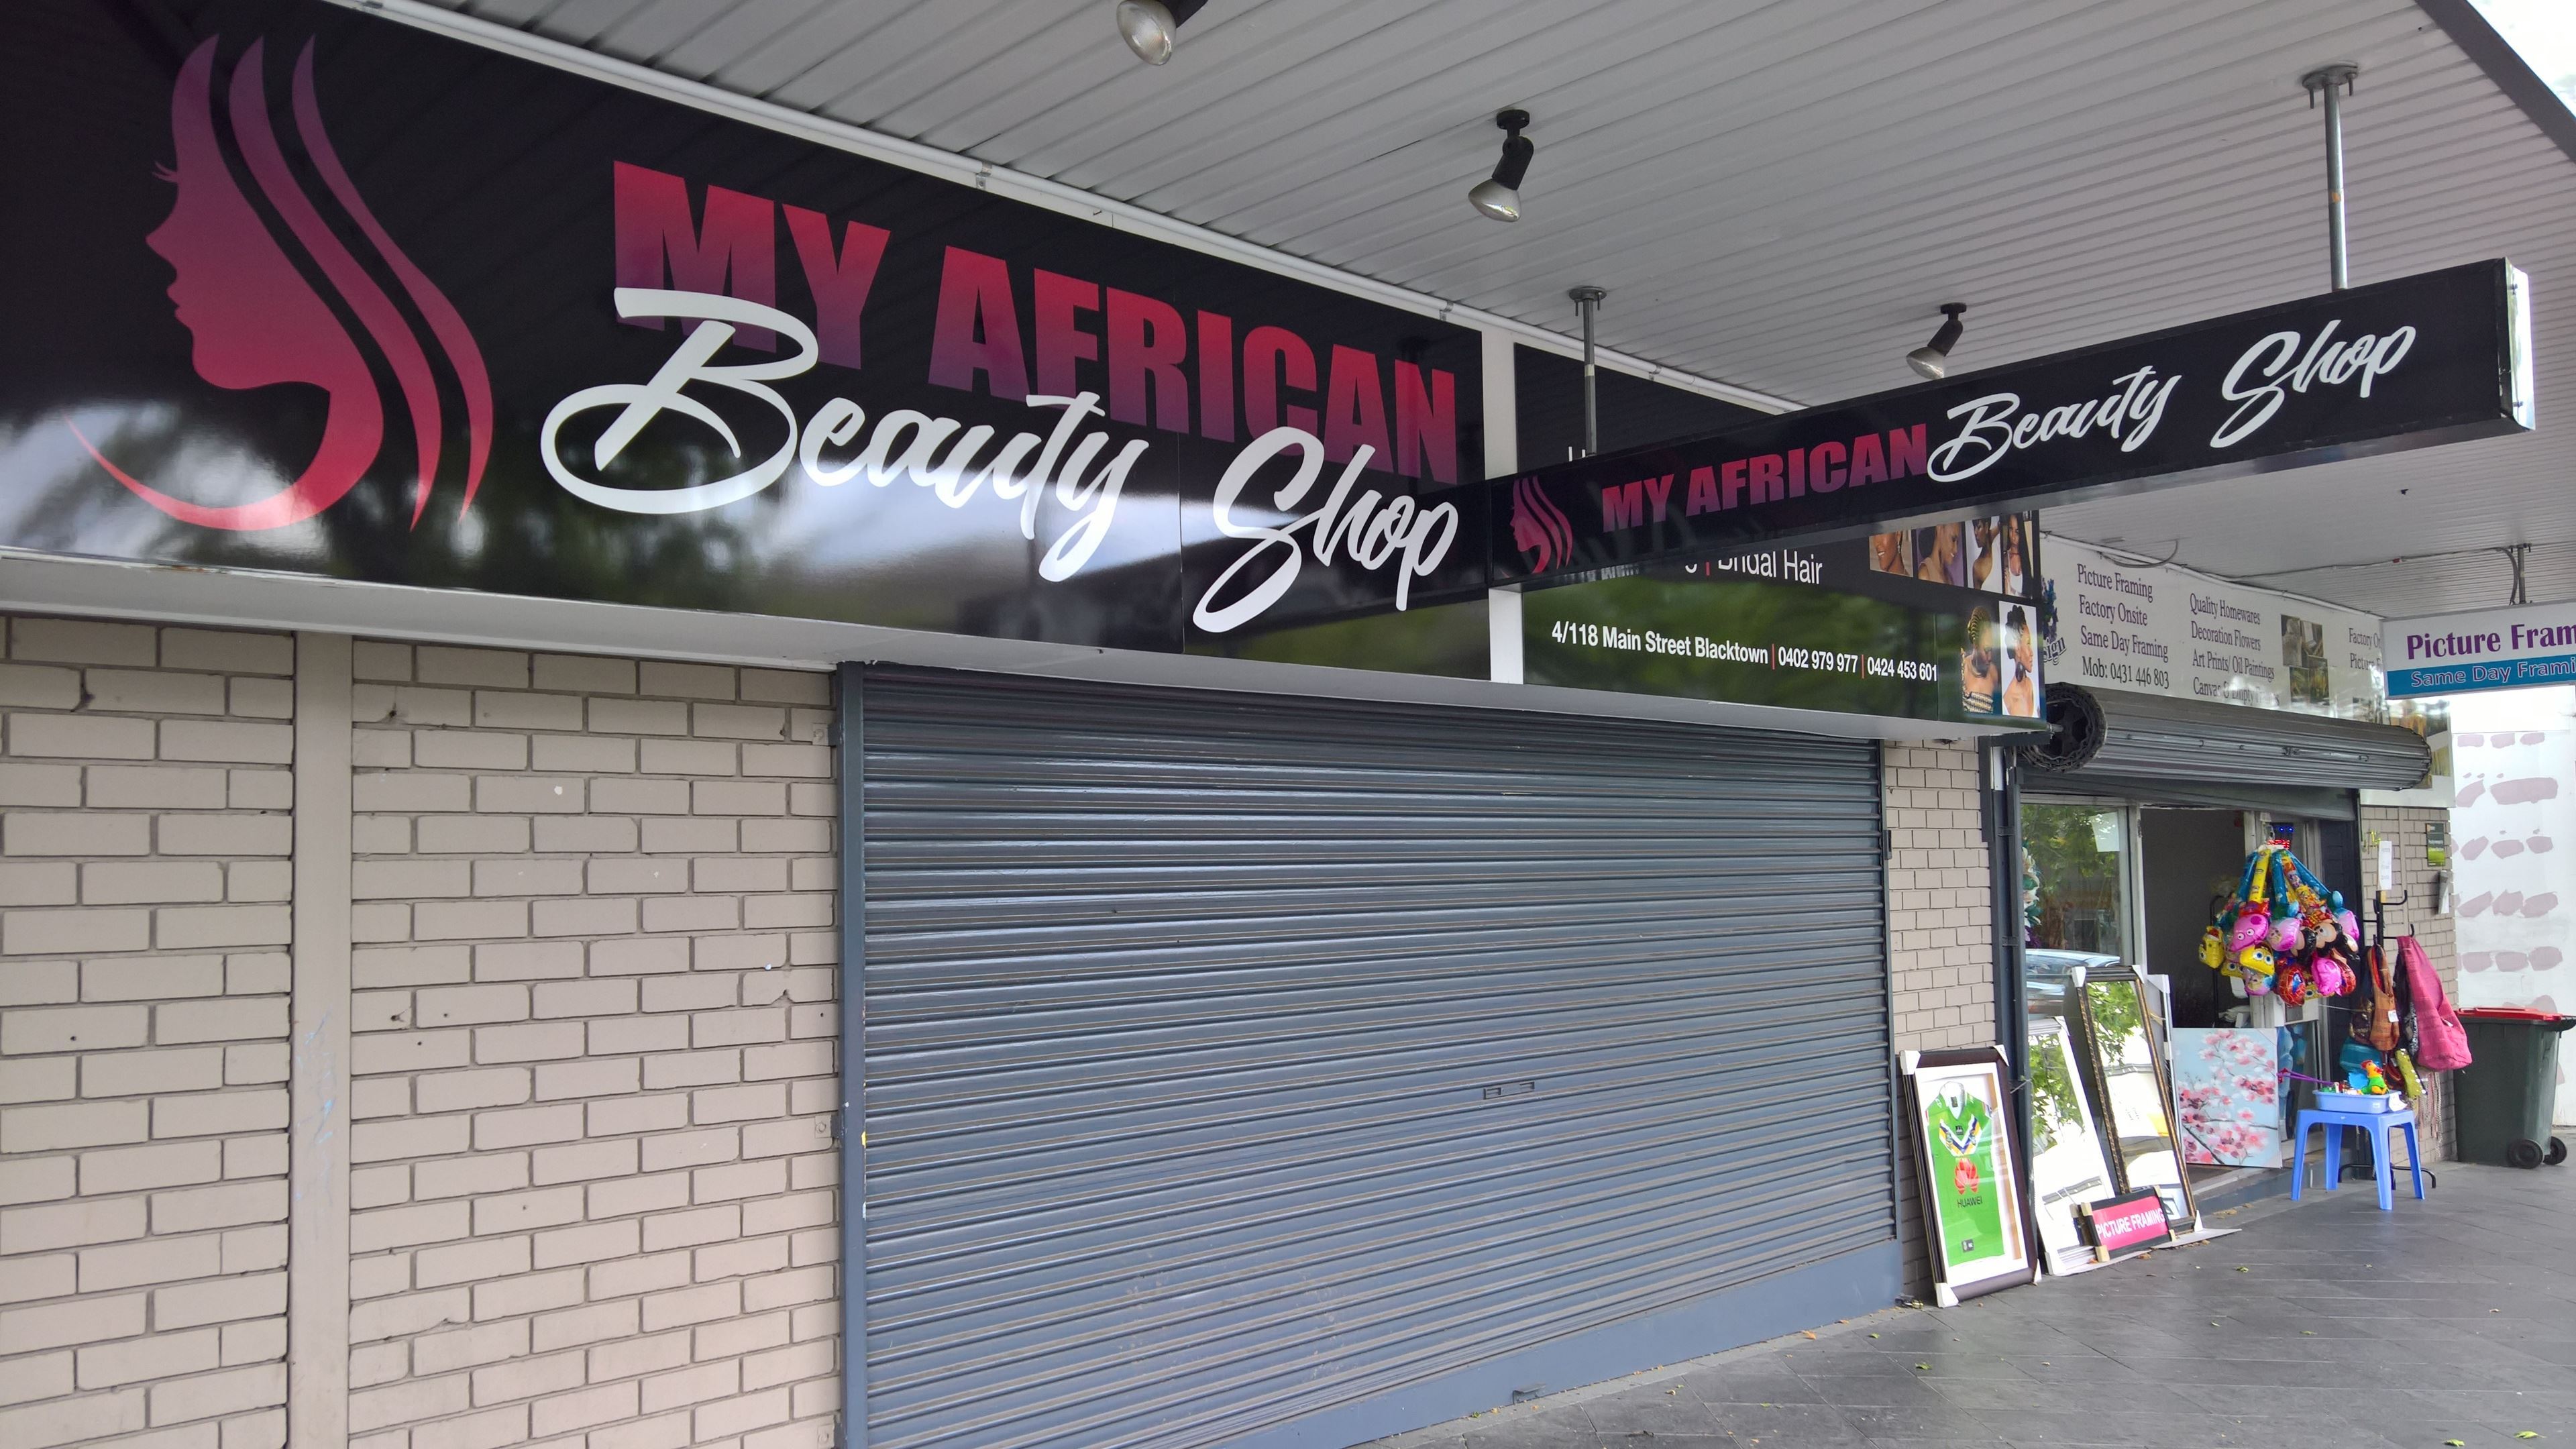 MY AFRICAN
Beauty Shop
MY AFRICAN Beauty Shop
| Bridal Hair
4/118 Main Street Blacktown | 0402 979 977 | 0424 453 601
Picture Framing
Factory Onsite
Same Day Framing
Mob: 0431 446 803
Quality Homewares
Decoration Flowers
Art Prints/ Oil Paintings
Factory
Picture Fram
Same Day Frami
HUAWEI
PICTURE FRAMING